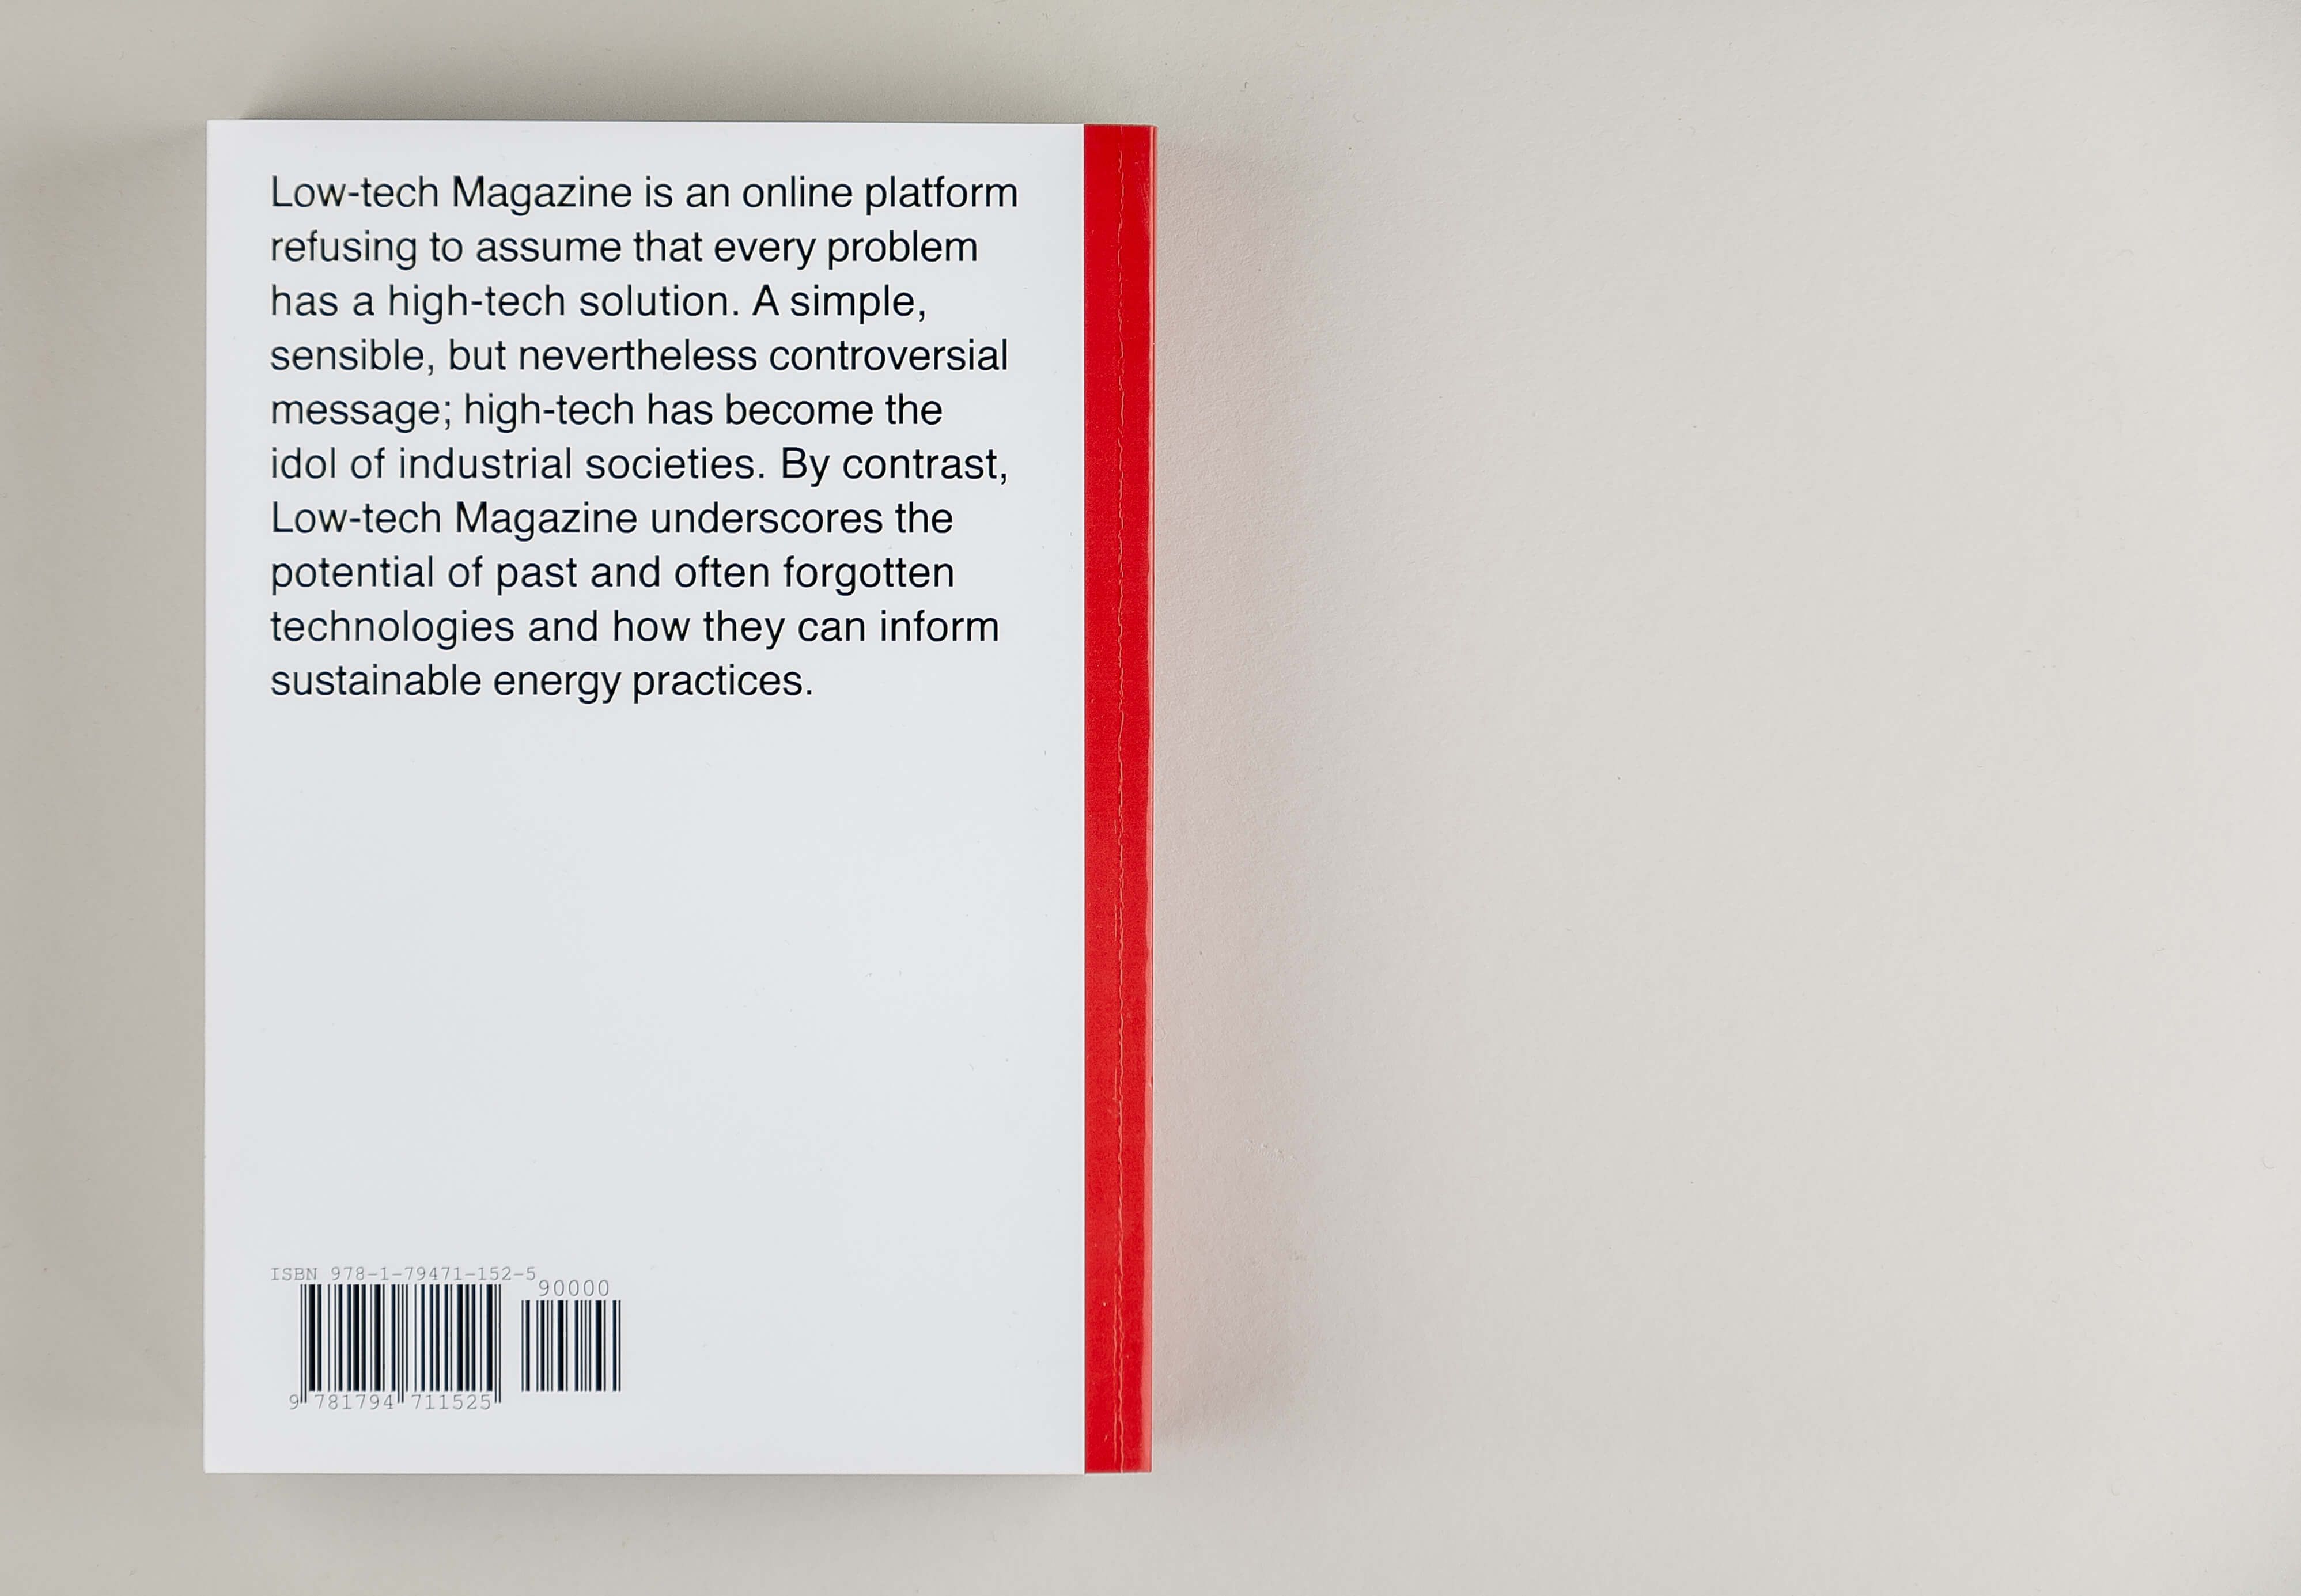 Low-tech Magazine is an online platform
refusing to assume that every problem
has a high-tech solution. A simple,
sensible, but nevertheless controversial
message; high-tech has become the
idol of industrial societies. By contrast,
Low-tech Magazine underscores the
potential of past and often forgotten
technologies and how they can inform
sustainable energy practices.
ISBN 978-1-79471-152-5
90000
9 781794 711525